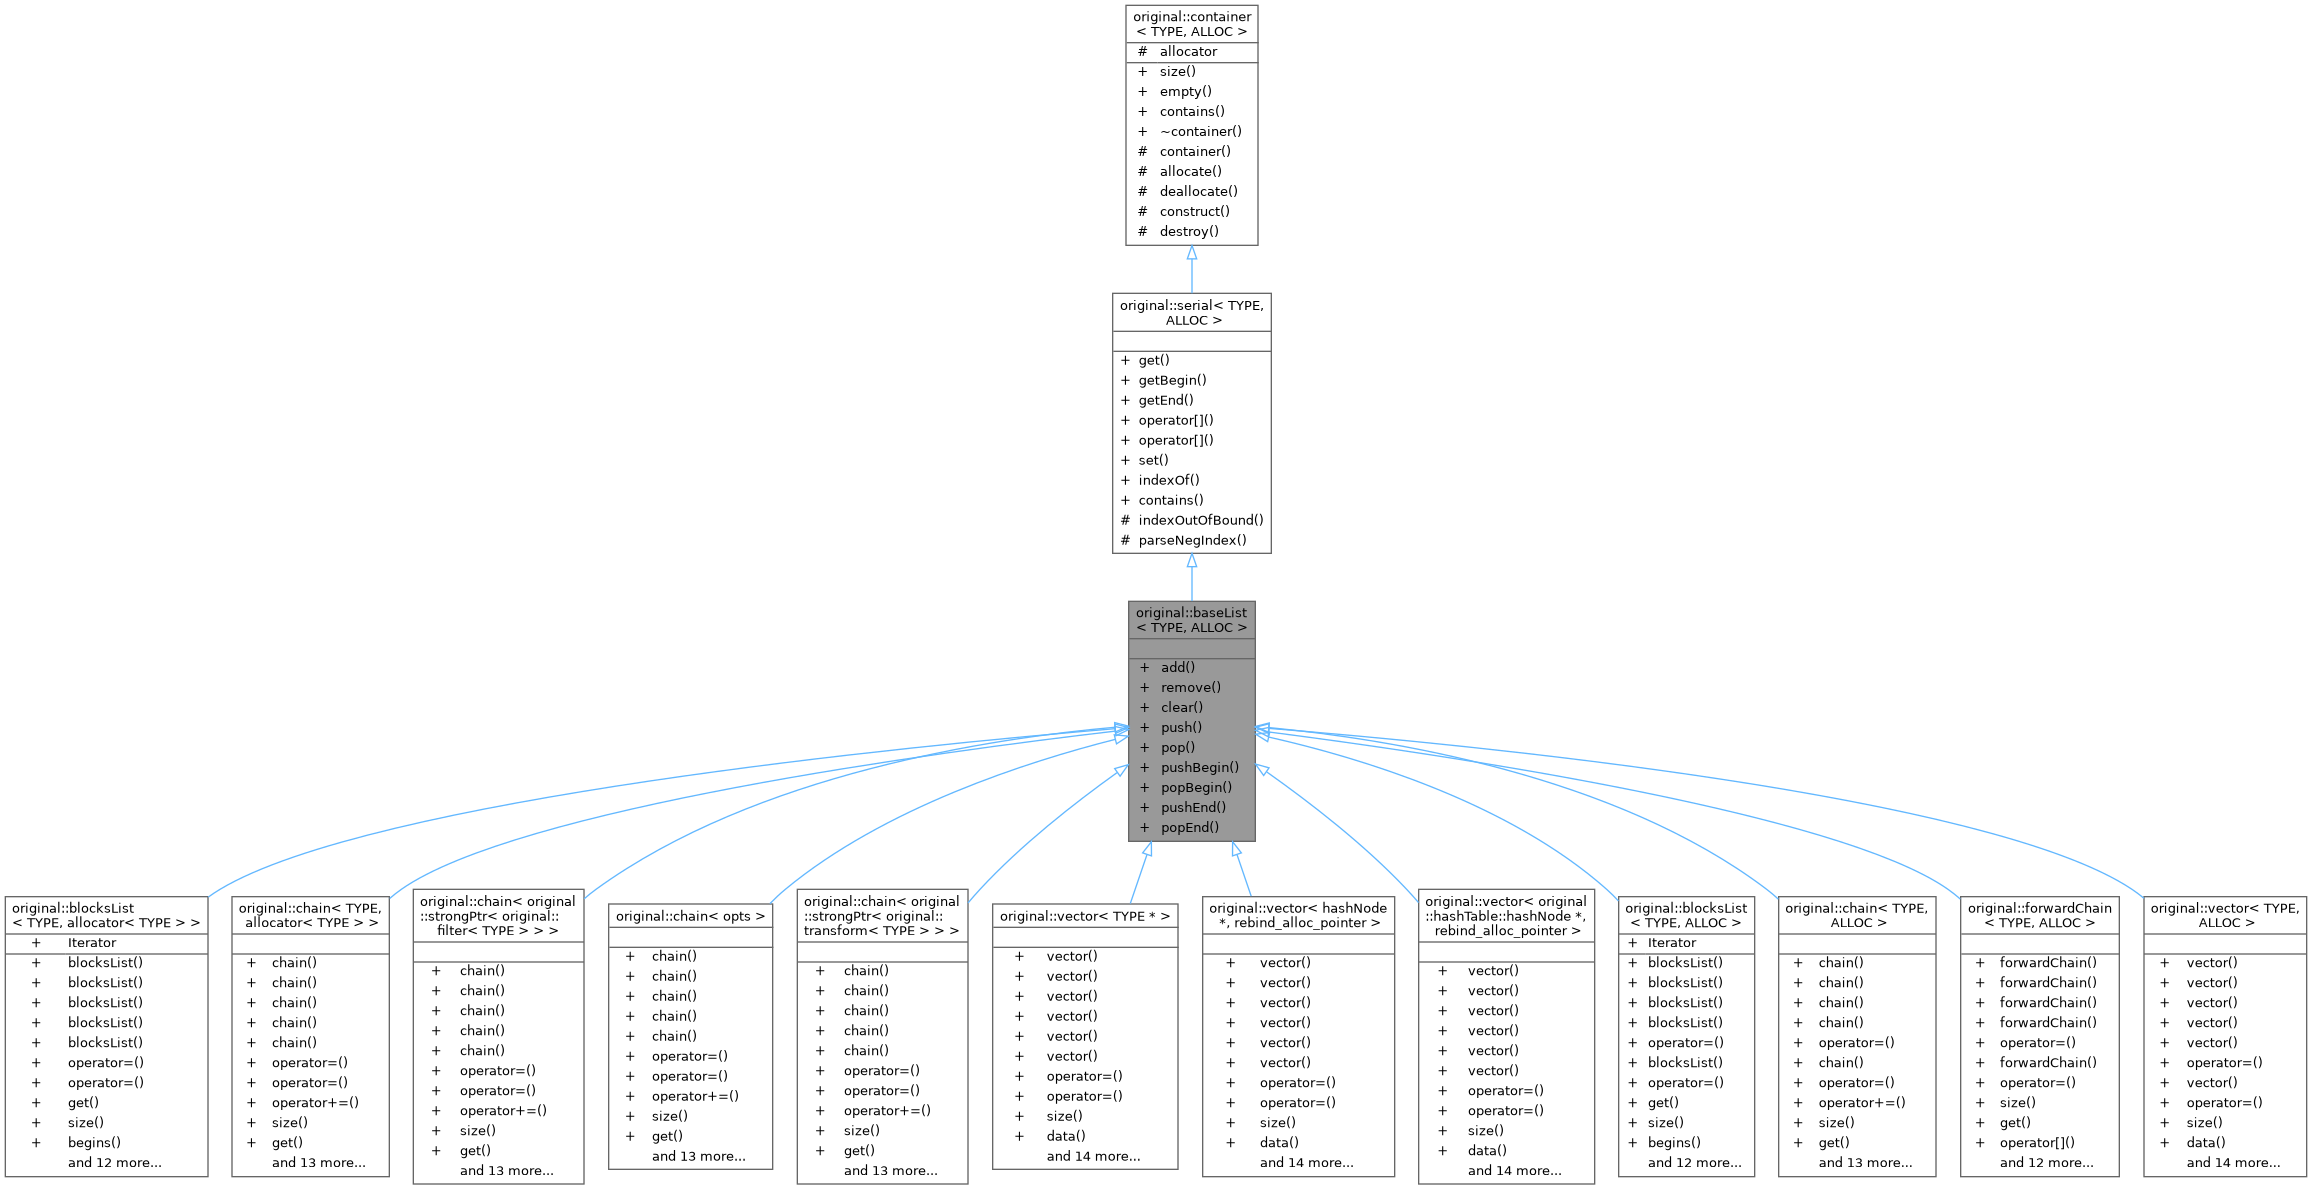 original::container
< TYPE, ALLOC >
# allocator
+ size()
+ empty()
+ contains()
+ ~container()
# container()
# allocate()
# deallocate()
# construct()
# destroy()
original::serial< TYPE,
ALLOC >
+ get()
+ getBegin()
+ getEnd()
+ operator[]()
+ operator[]()
+ set()
+ indexOf()
+ contains()
# indexOutOfBound()
# parseNegIndex()
original::baseList
< TYPE, ALLOC >
+ add()
+ remove()
+ clear()
+ push()
+ pop()
+ pushBegin()
+ popBegin()
+ pushEnd()
+ popEnd()
original::blocksList
< TYPE, allocator< TYPE > >
+ Iterator
+ blocksList()
+ blocksList()
+ blocksList()
+ blocksList()
+ blocksList()
+ operator=()
+ operator=()
+ get()
+ size()
+ begins()
and 12 more...
original::chain< TYPE,
allocator< TYPE > >
+ chain()
+ chain()
+ chain()
+ chain()
+ chain()
+ operator=()
+ operator=()
+ operator+=()
+ size()
+ get()
and 13 more...
original::chain< original
::strongPtr< original::
filter< TYPE > > >
+ chain()
+ chain()
+ chain()
+ chain()
+ chain()
+ operator=()
+ operator=()
+ operator+=()
+ size()
+ get()
and 13 more...
original::chain< opts >
+ chain()
+ chain()
+ chain()
+ chain()
+ chain()
+ operator=()
+ operator=()
+ operator+=()
+ size()
+ get()
and 13 more...
original::chain< original
::strongPtr< original::
transform< TYPE > > >
+ chain()
+ chain()
+ chain()
+ chain()
+ chain()
+ operator=()
+ operator=()
+ operator+=()
+ size()
+ get()
and 13 more...
original::vector< TYPE * >
+ vector()
+ vector()
+ vector()
+ vector()
+ vector()
+ vector()
+ operator=()
+ operator=()
+ size()
+ data()
and 14 more...
original::vector< hashNode
*, rebind_alloc_pointer >
+ vector()
+ vector()
+ vector()
+ vector()
+ vector()
+ vector()
+ operator=()
+ operator=()
+ size()
+ data()
and 14 more...
original::vector< original
::hashTable::hashNode *,
rebind_alloc_pointer >
+ vector()
+ vector()
+ vector()
+ vector()
+ vector()
+ vector()
+ operator=()
+ operator=()
+ size()
+ data()
and 14 more...
original::blocksList
< TYPE, ALLOC >
+ Iterator
+ blocksList()
+ blocksList()
+ blocksList()
+ blocksList()
+ operator=()
+ blocksList()
+ operator=()
+ get()
+ size()
+ begins()
and 12 more...
original::chain< TYPE,
ALLOC >
+ chain()
+ chain()
+ chain()
+ chain()
+ operator=()
+ chain()
+ operator=()
+ operator+=()
+ size()
+ get()
and 13 more...
original::forwardChain
< TYPE, ALLOC >
+ forwardChain()
+ forwardChain()
+ forwardChain()
+ forwardChain()
+ operator=()
+ forwardChain()
+ operator=()
+ size()
+ get()
+ operator[]()
and 12 more...
original::vector< TYPE,
ALLOC >
+ vector()
+ vector()
+ vector()
+ vector()
+ vector()
+ operator=()
+ vector()
+ operator=()
+ size()
+ data()
and 14 more...